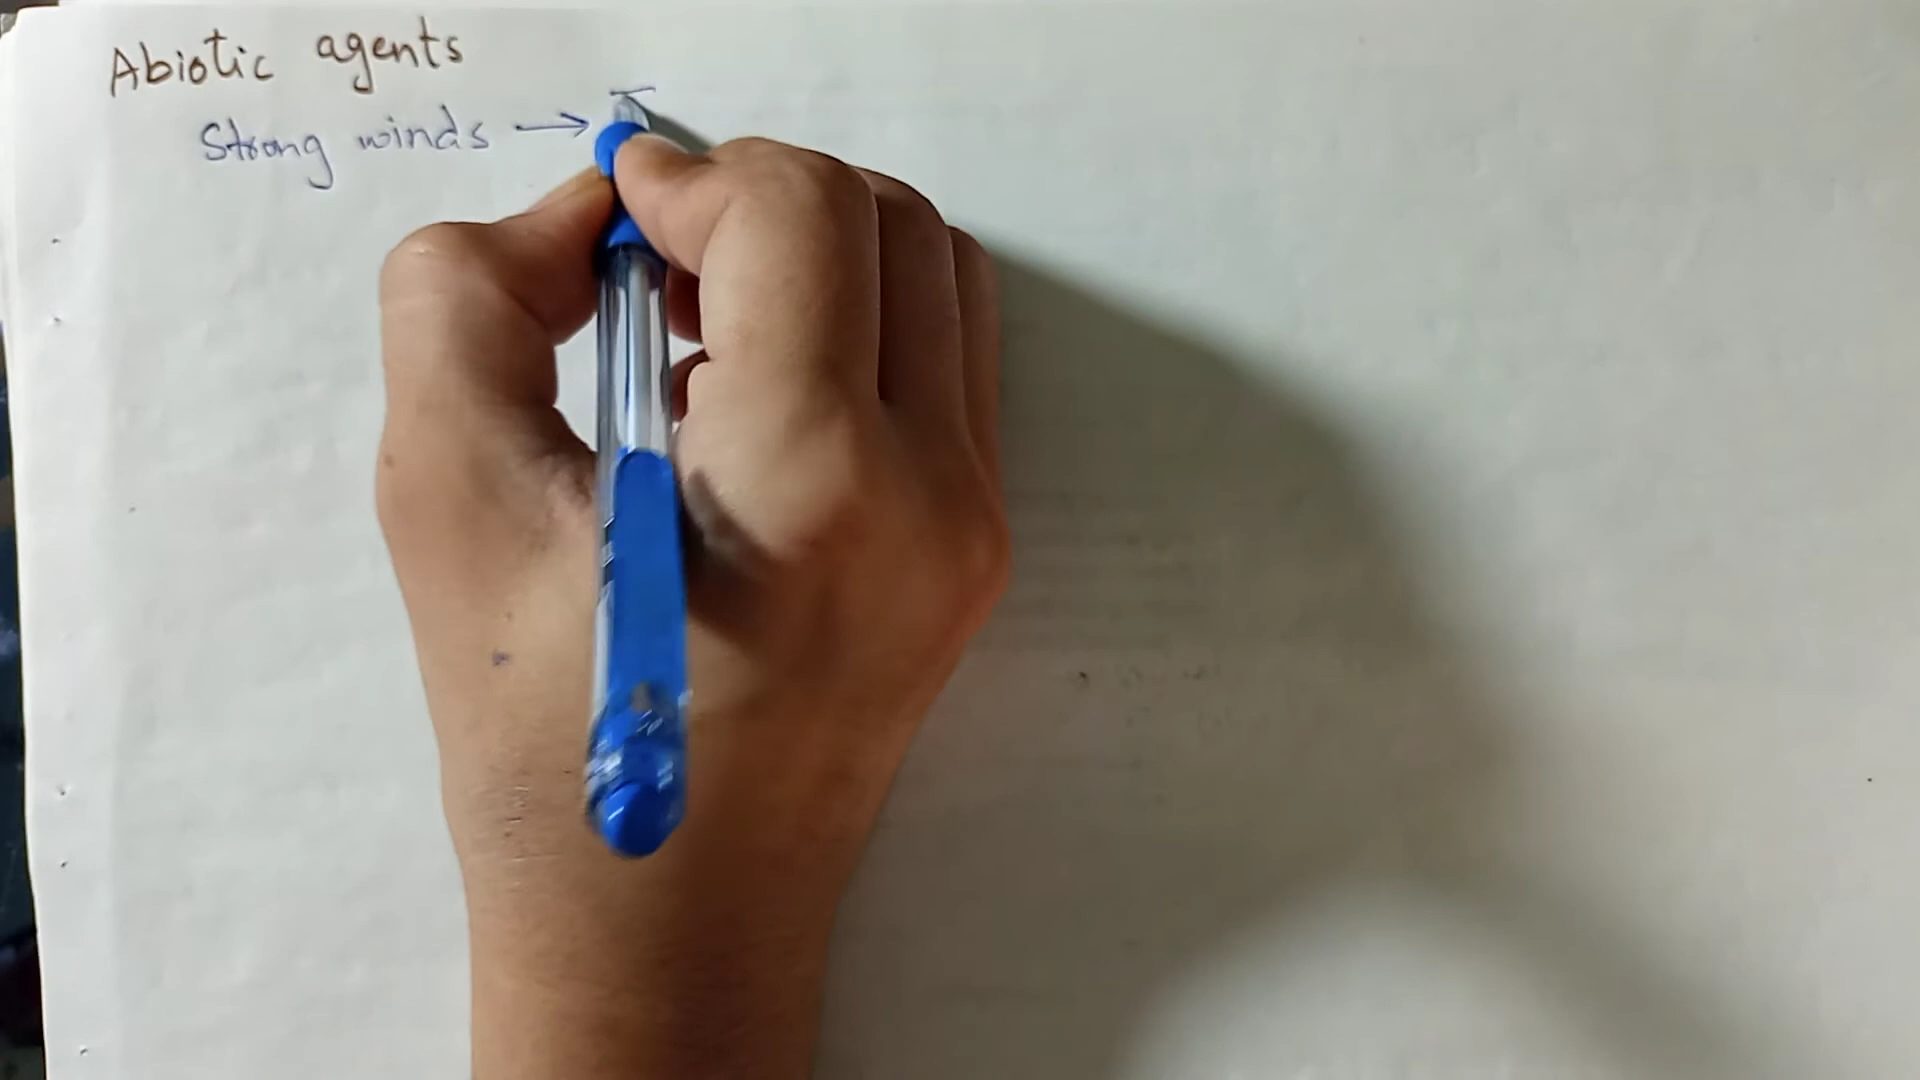 Abiotic agents
Strong winds →